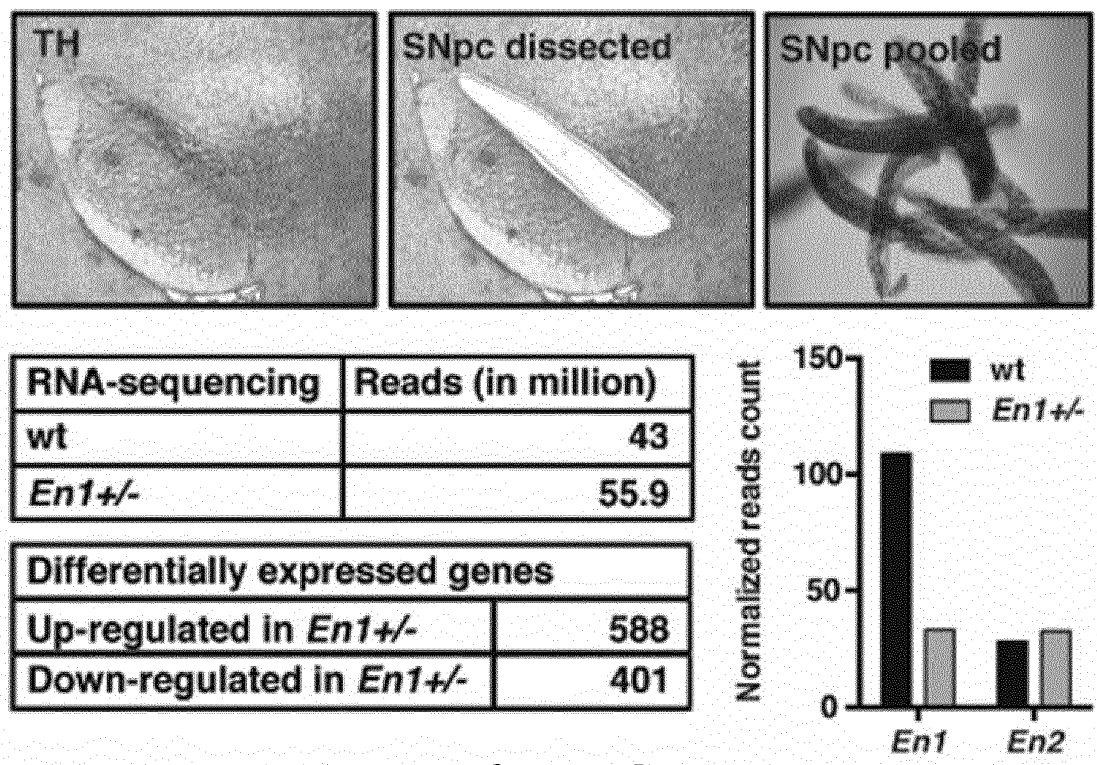 TH
SNpc dissected
SNpc pooled
RNA-sequencing Reads (in million)
wt 43
En1+/- 55.9
Differentially expressed genes
Up-regulated in En1+/- 588
Down-regulated in En1+/- 401
Normalized reads count
150
100
50
0
wt
En1+/-
En1 En2